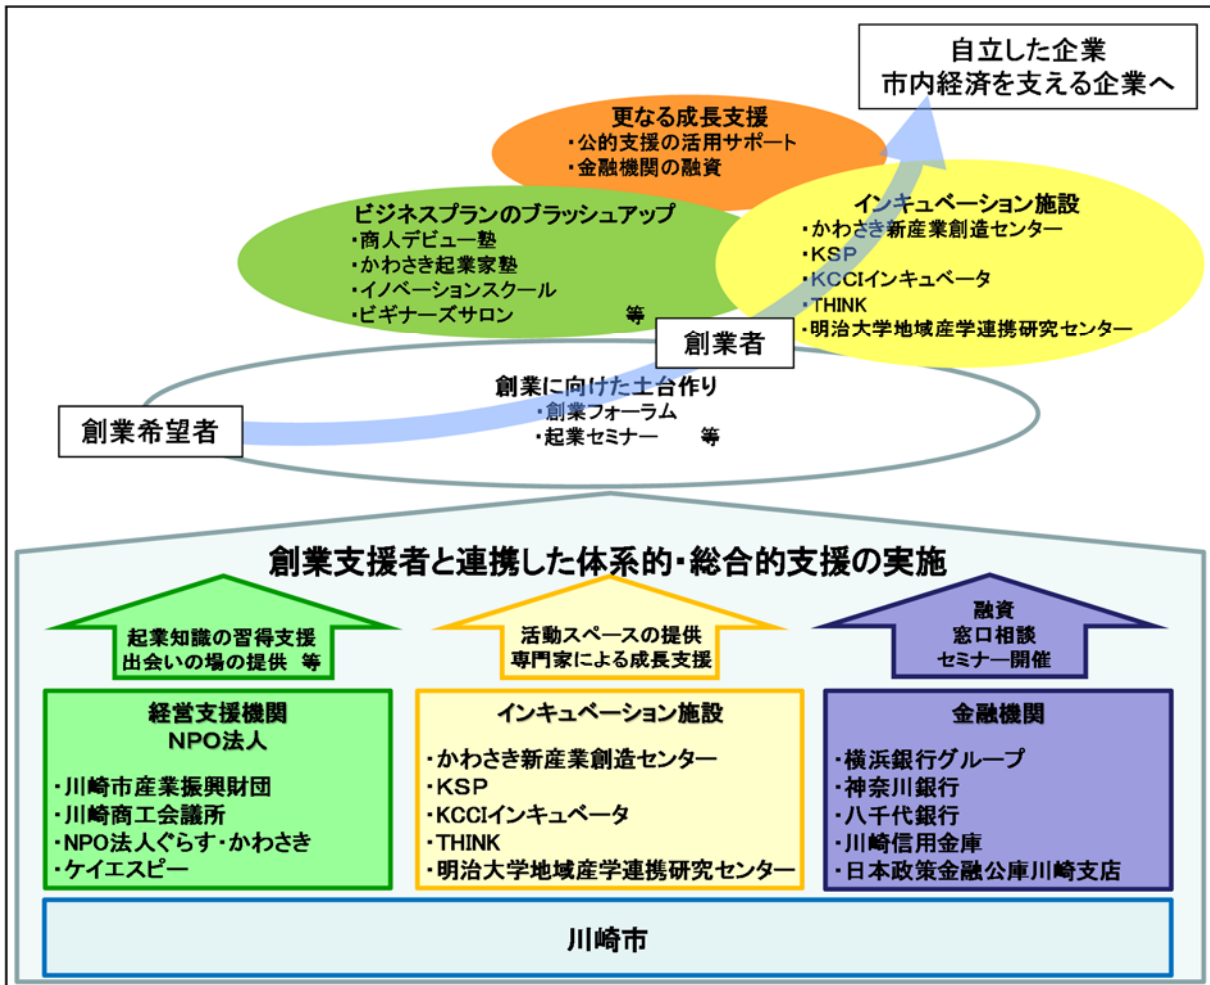 自立した企業
市内経済を支える企業へ
更なる成長支援
・公的支援の活用サポート
・金融機関の融資
ビジネスプランのブラッシュアップ
・商人デビュー塾
・かわさき起業家塾
・イノベーションスクール
・ビギナーズサロン 等
インキュベーション施設
・かわさき新産業創造センター
・KSP
・KCCIインキュベータ
・THINK
・明治大学地域産学連携研究センター
創業者
創業に向けた土台作り
・創業フォーラム
・起業セミナー 等
創業希望者
創業支援者と連携した体系的・総合的支援の実施
起業知識の習得支援
出会いの場の提供 等
活動スペースの提供
専門家による成長支援
融資
窓口相談
セミナー開催
経営支援機関
NPO法人
・川崎市産業振興財団
・川崎商工会議所
・NPO法人ぐらす・かわさき
・ケイエスピー
インキュベーション施設
・かわさき新産業創造センター
・KSP
・KCCIインキュベータ
・THINK
・明治大学地域産学連携研究センター
金融機関
・横浜銀行グループ
・神奈川銀行
・八千代銀行
・川崎信用金庫
・日本政策金融公庫川崎支店
川崎市